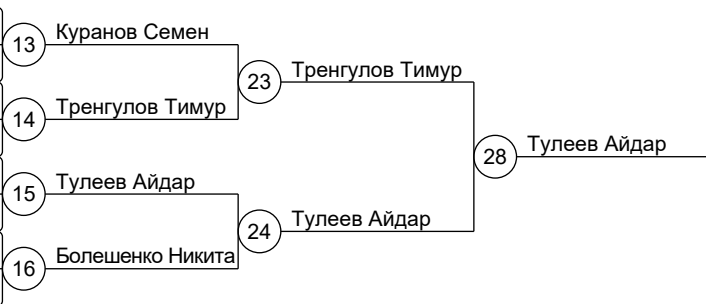 13 Куранов Семен
23 Тренгулов Тимур
14 Тренгулов Тимур
28 Тулеев Айдар
15 Тулеев Айдар
24 Тулеев Айдар
16 Болешенко Никита